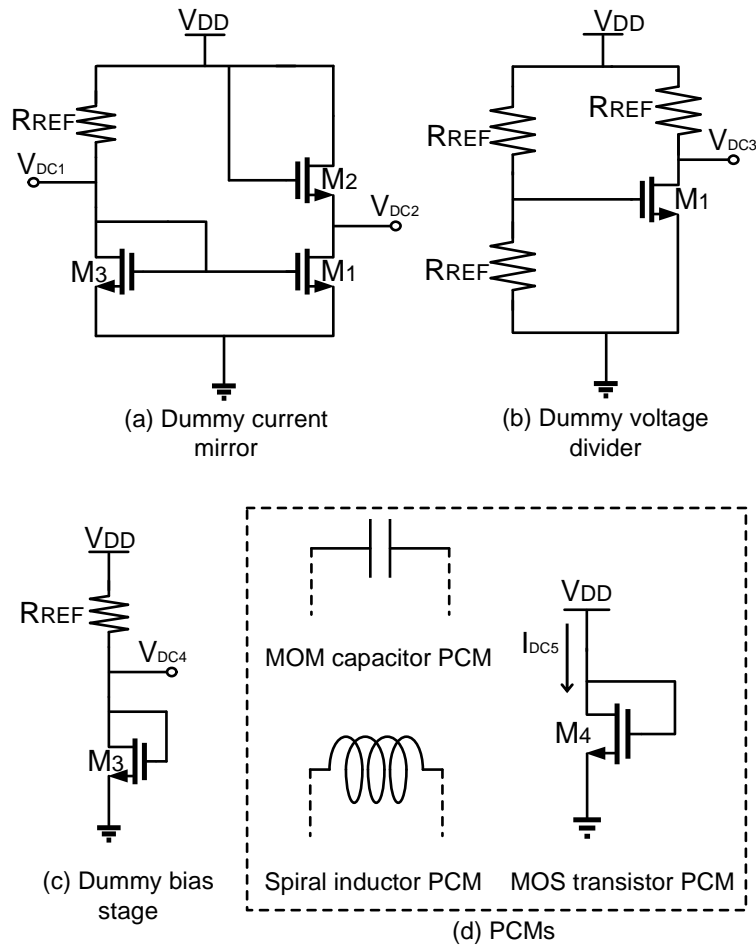 VDD
RREF
VDC1
M2
VDC2
M3
M1
(a) Dummy current
mirror
VDD
RREF
RREF
VDC3
M1
RREF
(b) Dummy voltage
divider
VDD
RREF
VDC4
M3
(c) Dummy bias
stage
MOM capacitor PCM
Spiral inductor PCM
VDD
IDC5
M4
MOS transistor PCM
(d) PCMs